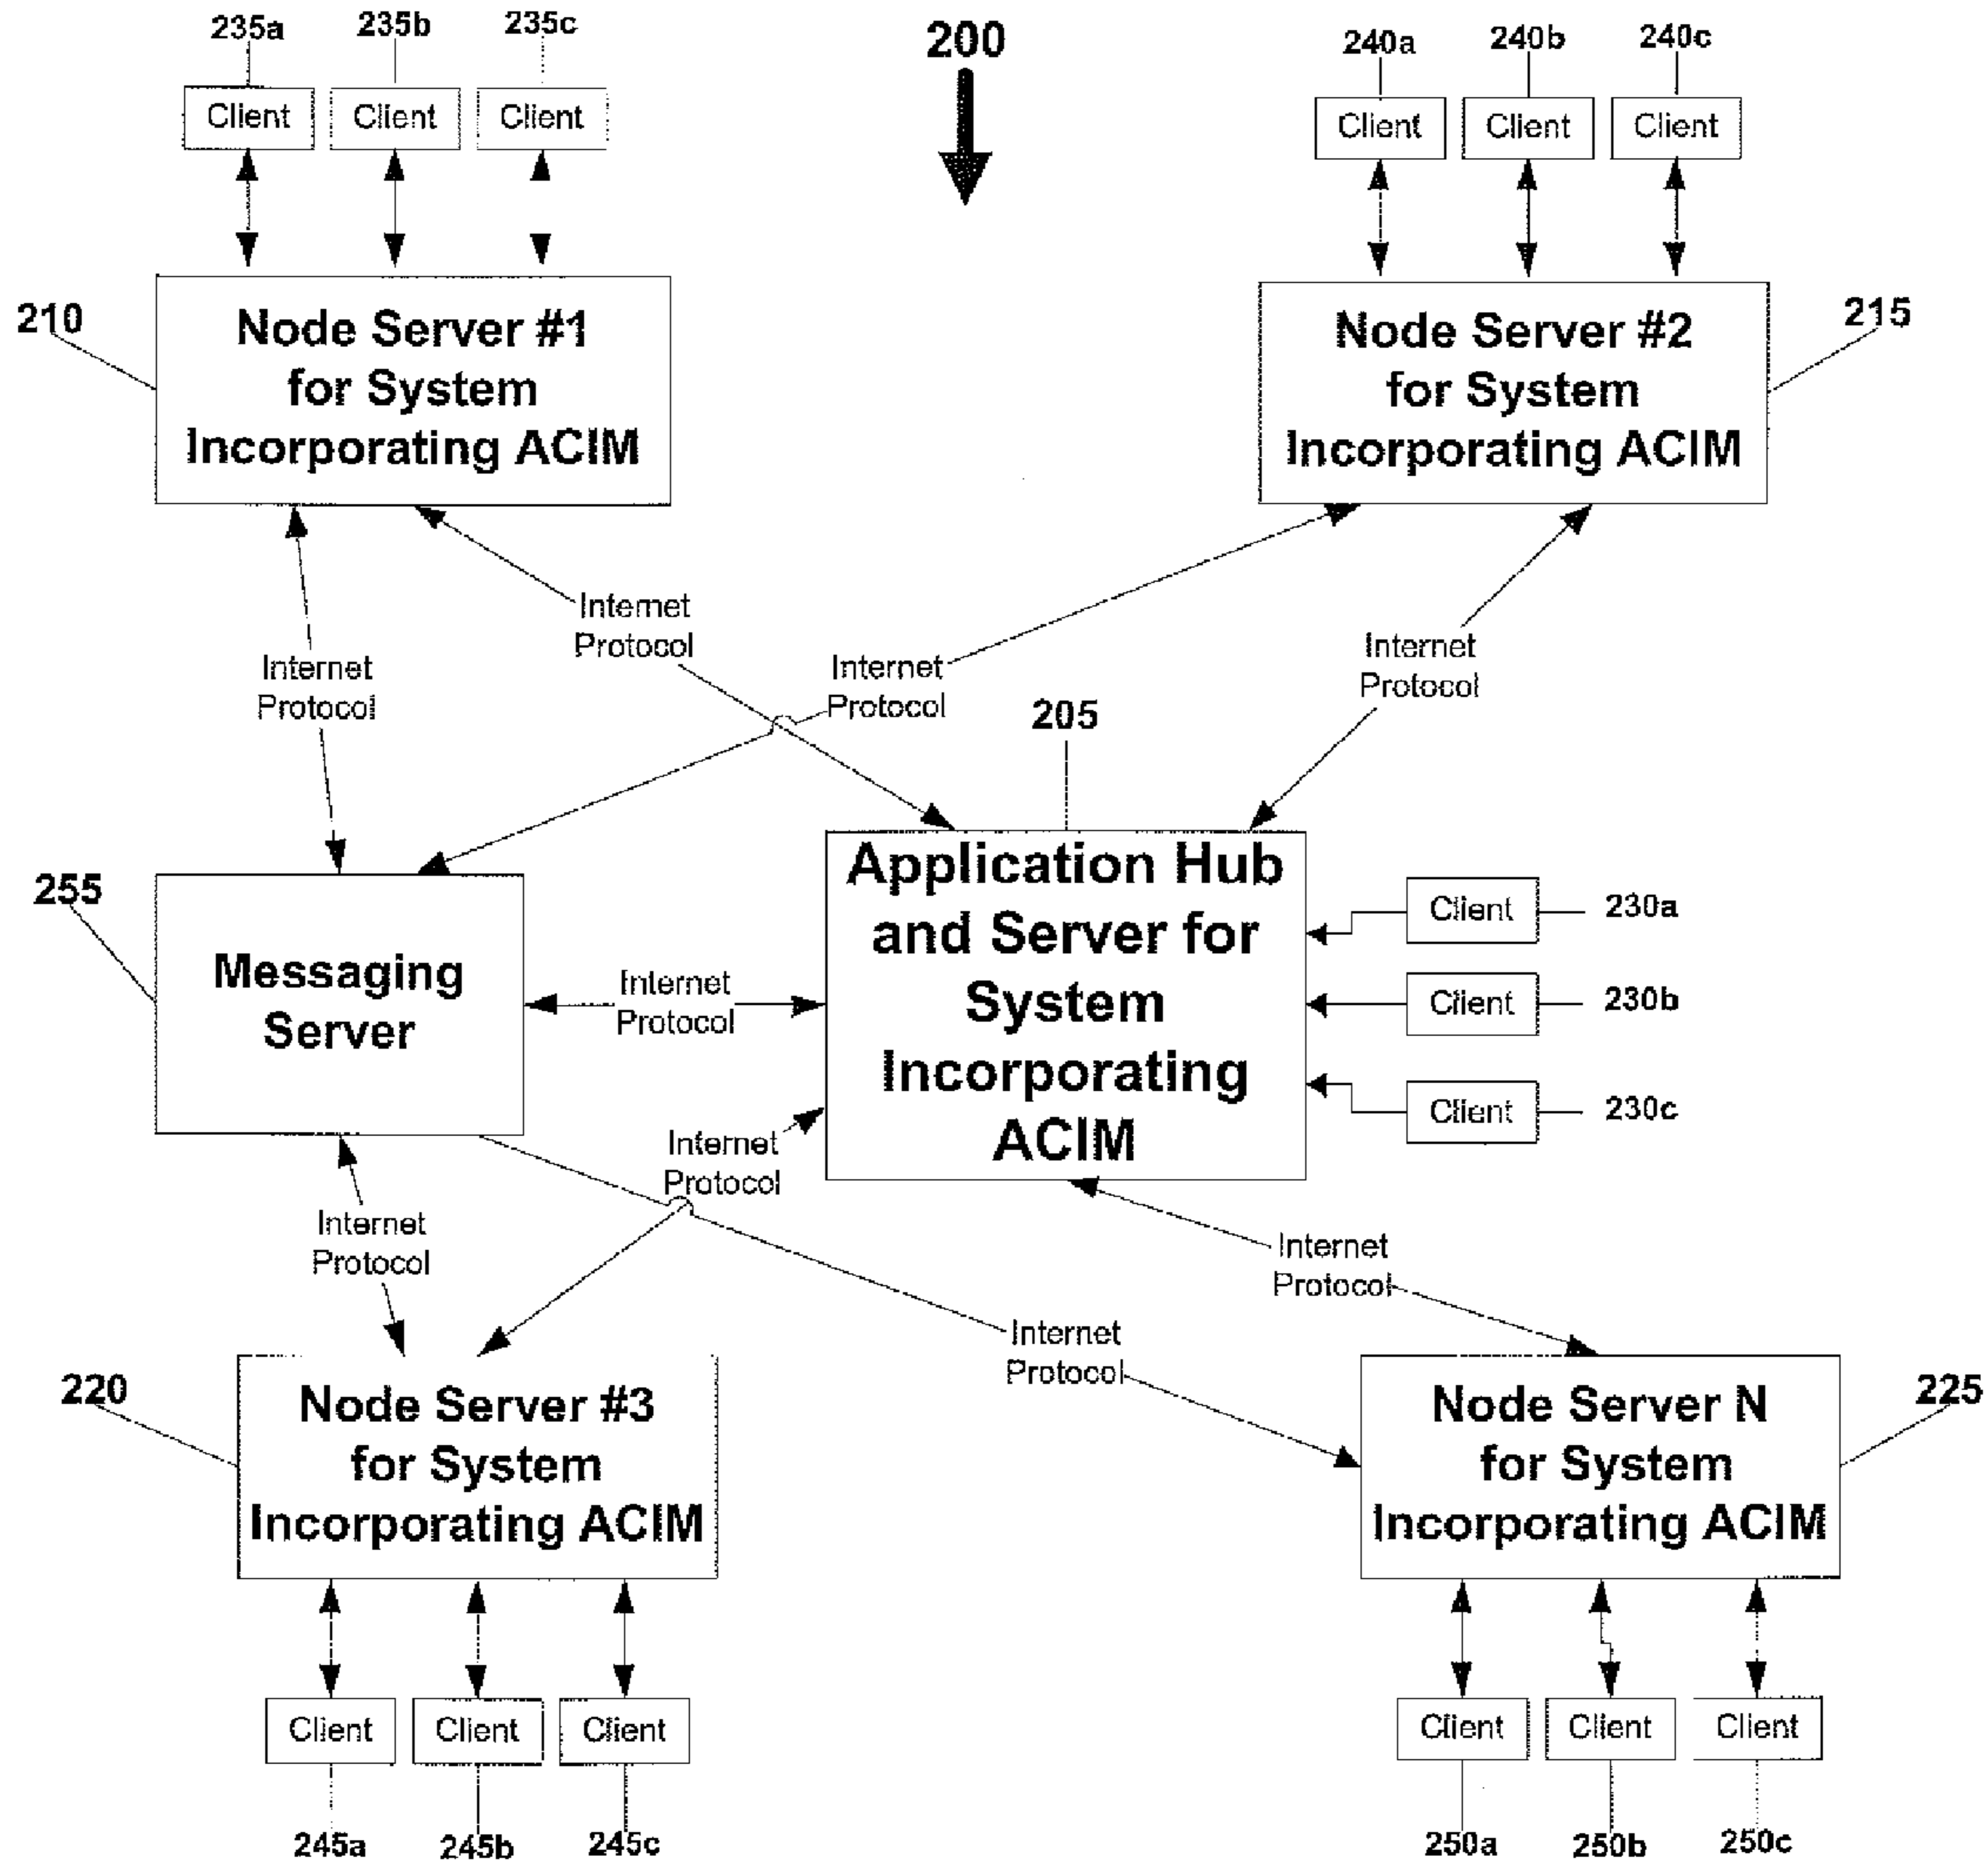 235a 235b 235c
200
240a 240b 240c
Client Client Client
Client Client Client
210
Node Server #1
for System
Incorporating ACIM
Node Server #2
for System
Incorporating ACIM
215
Internet
Protocol
Internet
Protocol
Internet
Protocol
Internet
Protocol
205
255
Messaging
Server
Internet
Protocol
Application Hub
and Server for
System
Incorporating
ACIM
Client 230a
Client 230b
Client 230c
Internet
Protocol
Internet
Protocol
Internet
Protocol
Internet
Protocol
220
Node Server #3
for System
Incorporating ACIM
Node Server N
for System
Incorporating ACIM
225
Client Client Client
Client Client Client
245a 245b 245c
250a 250b 250c